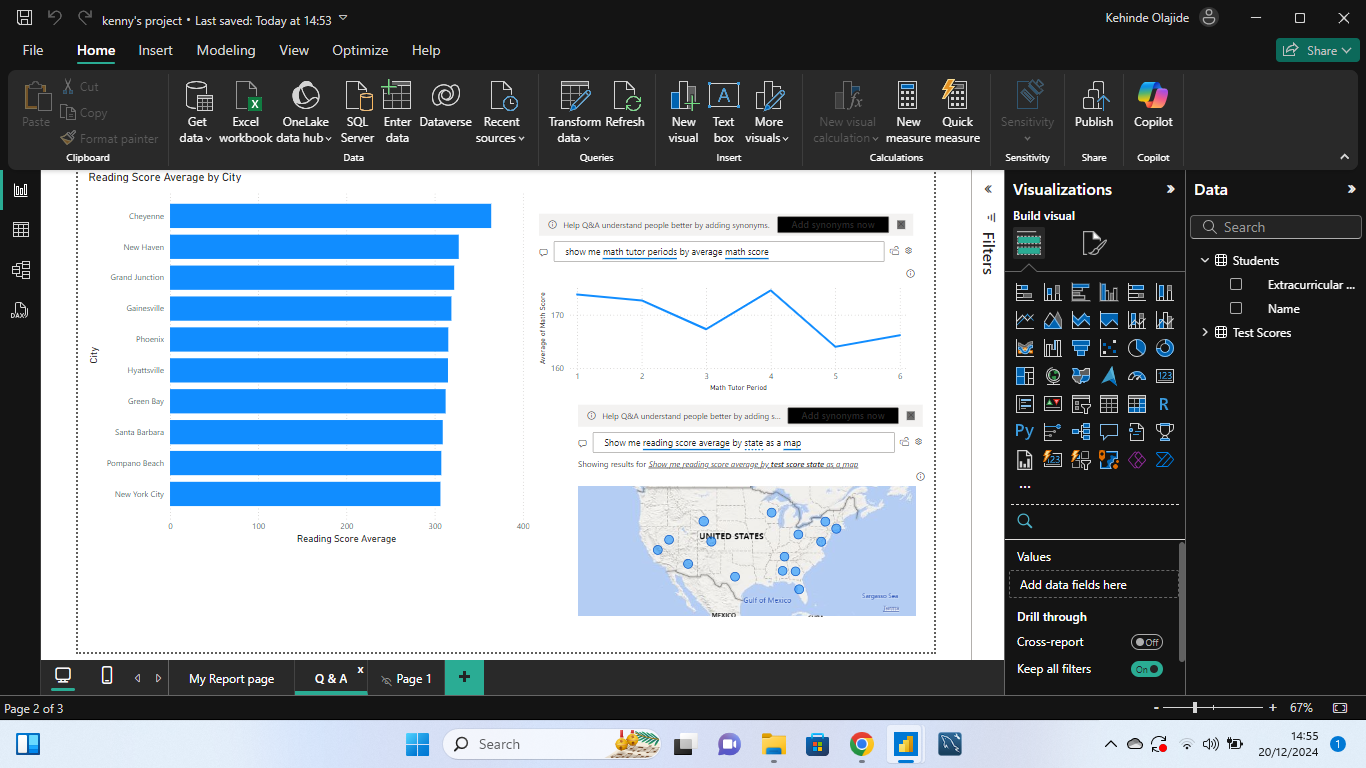 kenny's project • Last saved: Today at 14:53
Kehinde Olajide
File Home Insert Modeling View Optimize Help
Share
Paste
Cut
Copy
Format painter
Clipboard
Get data
Excel workbook
OneLake data hub
SQL Server
Enter data
Dataverse
Recent sources
Data
Transform data
Refresh
Queries
New visual
Text box
More visuals
Insert
New visual calculation
New measure
Quick measure
Calculations
Sensitivity
Sensitivity
Publish
Share
Copilot
Copilot
Reading Score Average by City
City
Cheyenne
New Haven
Grand Junction
Gainesville
Phoenix
Hyattsville
Green Bay
Santa Barbara
Pompano Beach
New York City
0 100 200 300 400
Reading Score Average
Help Q&A understand people better by adding synonyms.
Add synonyms now
show me math tutor periods by average math score
Average of Math Score
170
160
1 2 3 4 5 6
Math Tutor Period
Help Q&A understand people better by adding s...
Add synonyms now
Show me reading score average by state as a map
Showing results for Show me reading score average by test score state as a map
UNITED STATES
Gulf of Mexico
Sargasso Sea
Terms
MEXICO
CUBA
Filters
Visualizations
Build visual
123
R
Py
123
...
Values
Add data fields here
Drill through
Cross-report
Off
Keep all filters
On
Data
Search
Students
Extracurricular ...
Name
Test Scores
My Report page
Q & A
x
Page 1
+
Page 2 of 3
- + 67%
Search
14:55
20/12/2024
1